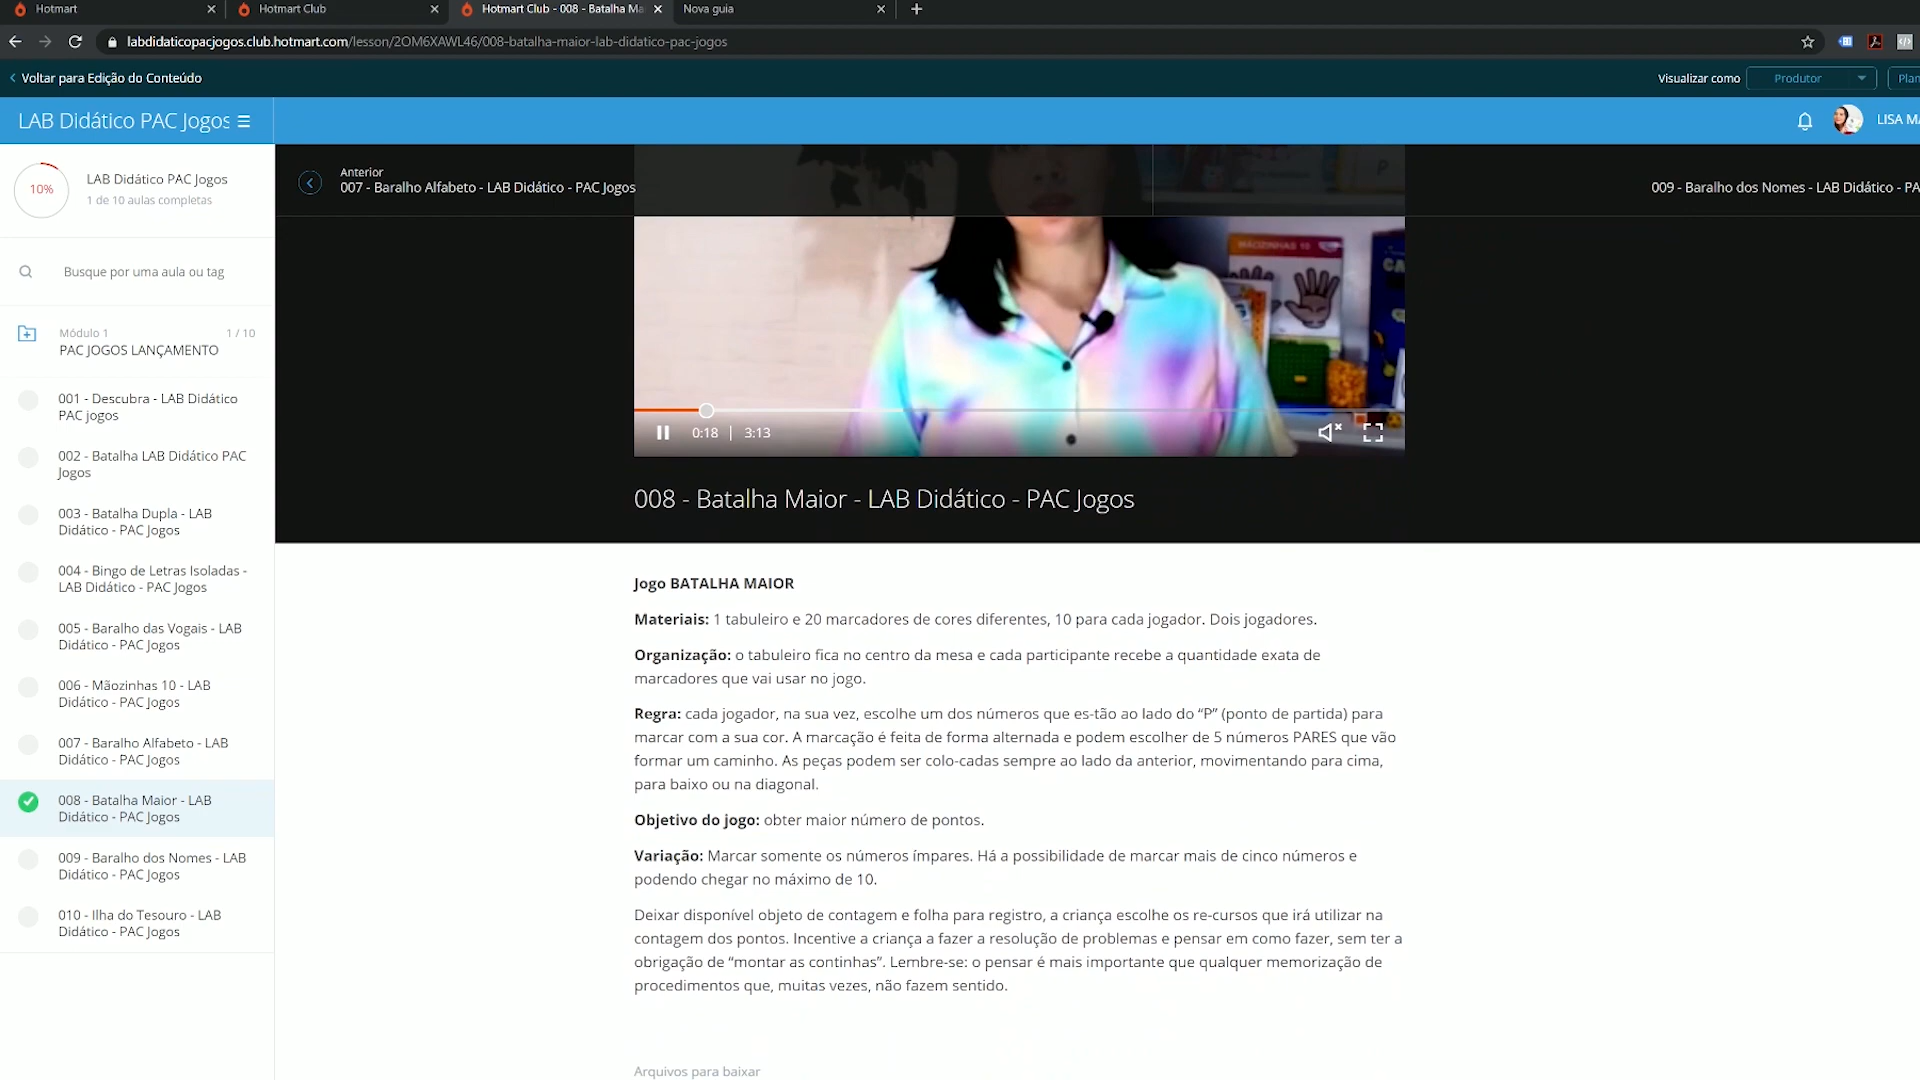 Hotmart
Hotmart Club
Hotmart Club - 008 - Batalha Ma
Nova guia
labdidaticopacjogos.club.hotmart.com/lesson/2OM6XAWL46/008-batalha-maior-lab-didatico-pac-jogos
Voltar para Edição do Conteúdo
Visualizar como
Produtor
Plan
LAB Didático PAC Jogos
LISA MA
10%
LAB Didático PAC Jogos
1 de 10 aulas completas
Anterior
007 - Baralho Alfabeto - LAB Didático - PAC Jogos
009 - Baralho dos Nomes - LAB Didático - PA
P
MÃOZINHAS 10
CA
Busque por uma aula ou tag
Módulo 1
1 / 10
PAC JOGOS LANÇAMENTO
001 - Descubra - LAB Didático
PAC jogos
002 - Batalha LAB Didático PAC
Jogos
003 - Batalha Dupla - LAB
Didático - PAC Jogos
004 - Bingo de Letras Isoladas -
LAB Didático - PAC Jogos
005 - Baralho das Vogais - LAB
Didático - PAC Jogos
006 - Mãozinhas 10 - LAB
Didático - PAC Jogos
007 - Baralho Alfabeto - LAB
Didático - PAC Jogos
008 - Batalha Maior - LAB
Didático - PAC Jogos
009 - Baralho dos Nomes - LAB
Didático - PAC Jogos
010 - Ilha do Tesouro - LAB
Didático - PAC Jogos
0:18 | 3:13
008 - Batalha Maior - LAB Didático - PAC Jogos
Jogo BATALHA MAIOR
Materiais: 1 tabuleiro e 20 marcadores de cores diferentes, 10 para cada jogador. Dois jogadores.
Organização: o tabuleiro fica no centro da mesa e cada participante recebe a quantidade exata de
marcadores que vai usar no jogo.
Regra: cada jogador, na sua vez, escolhe um dos números que es-tão ao lado do “P” (ponto de partida) para
marcar com a sua cor. A marcação é feita de forma alternada e podem escolher de 5 números PARES que vão
formar um caminho. As peças podem ser colo-cadas sempre ao lado da anterior, movimentando para cima,
para baixo ou na diagonal.
Objetivo do jogo: obter maior número de pontos.
Variação: Marcar somente os números ímpares. Há a possibilidade de marcar mais de cinco números e
podendo chegar no máximo de 10.
Deixar disponível objeto de contagem e folha para registro, a criança escolhe os re-cursos que irá utilizar na
contagem dos pontos. Incentive a criança a fazer a resolução de problemas e pensar em como fazer, sem ter a
obrigação de “montar as continhas”. Lembre-se: o pensar é mais importante que qualquer memorização de
procedimentos que, muitas vezes, não fazem sentido.
Arquivos para baixar